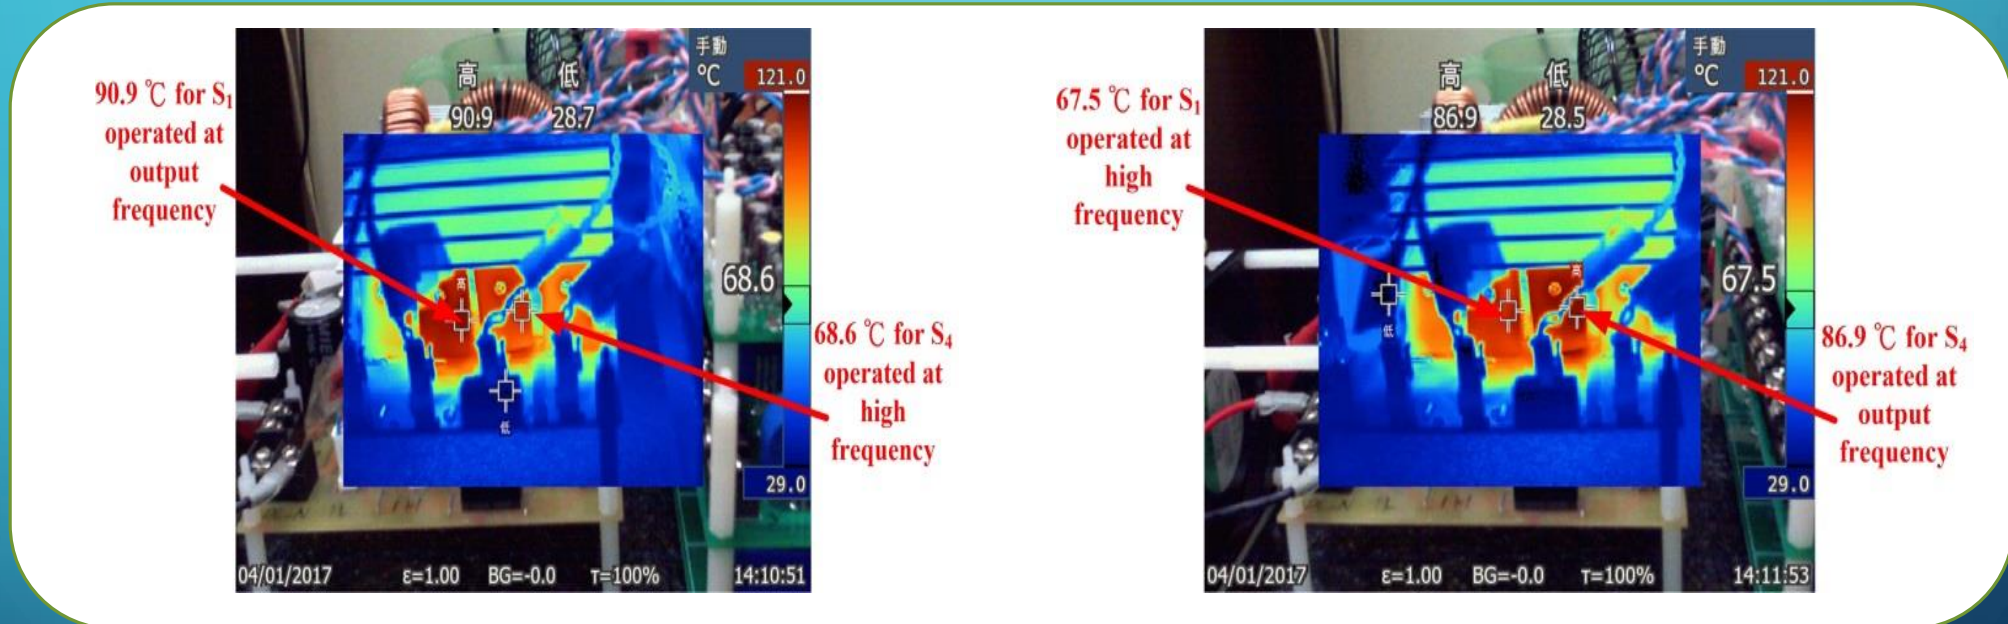 90.9 ℃ for S₁
operated at
output
frequency
手動
℃
121.0
高
低
90.9
28.7
高
68.6
低
29.0
04/01/2017
ε=1.00
BG=-0.0
τ=100%
14:10:51
68.6 ℃ for S₄
operated at
high
frequency
67.5 ℃ for S₁
operated at
high
frequency
手動
℃
121.0
高
低
86.9
28.5
高
67.5
低
29.0
04/01/2017
ε=1.00
BG=-0.0
τ=100%
14:11:53
86.9 ℃ for S₄
operated at
output
frequency